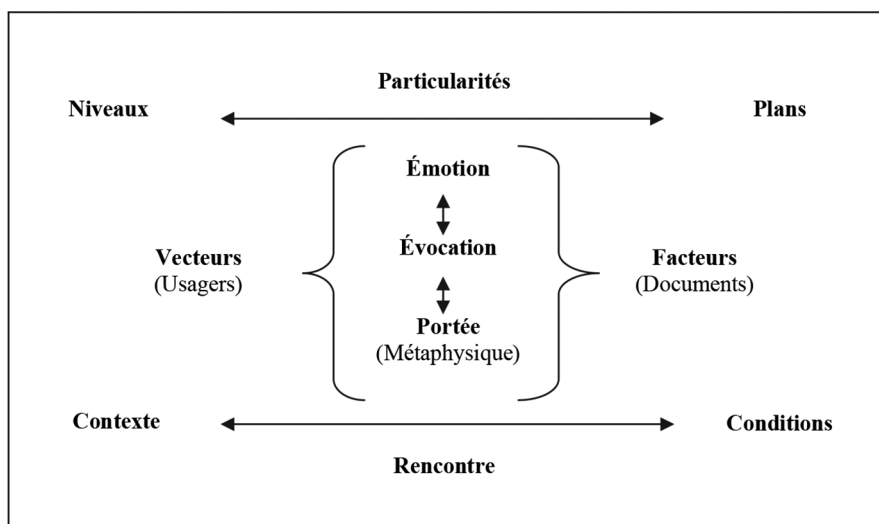 Particularités
Niveaux
Plans
Émotion
Évocation
Vecteurs
(Usagers)
Facteurs
(Documents)
Portée
(Métaphysique)
Contexte
Conditions
Rencontre